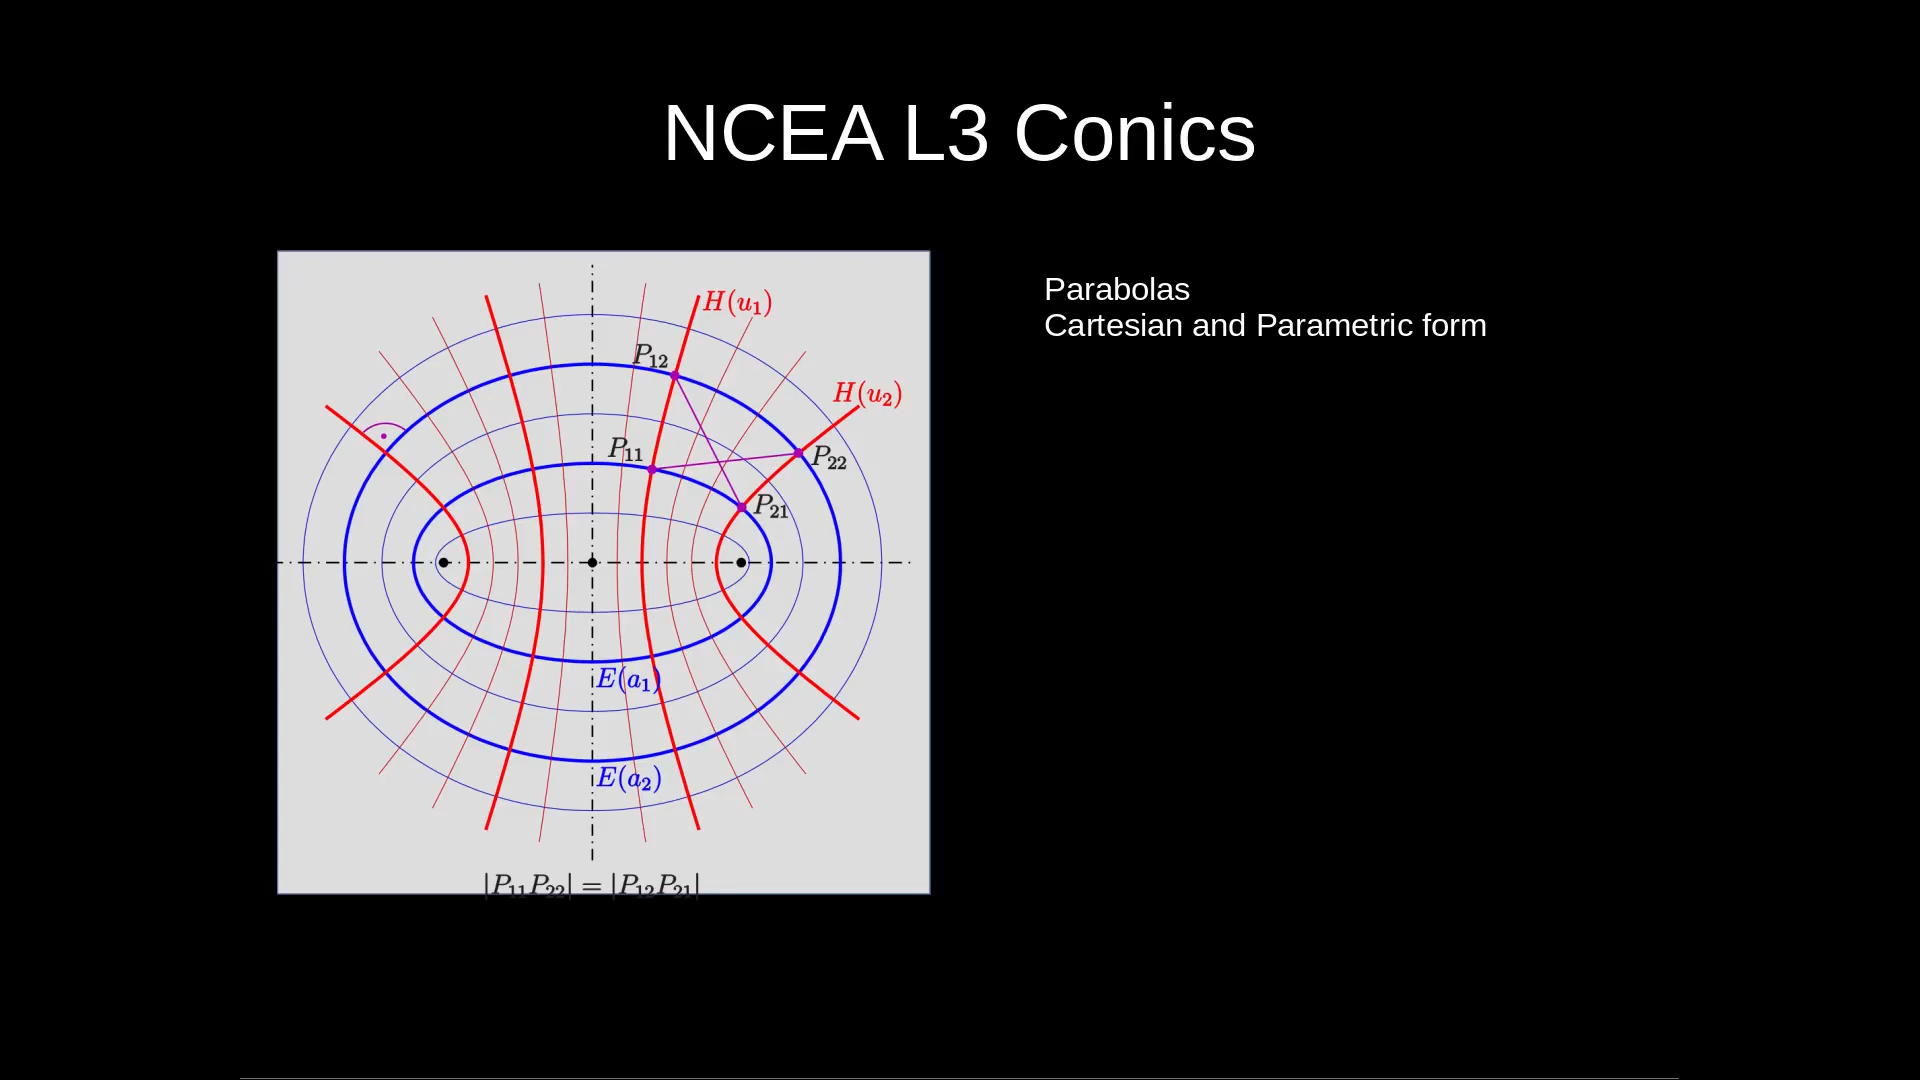 NCEA L3 Conics
H(u₁)
P₁₂
H(u₂)
P₁₁
P₂₂
P₂₁
E(a₁)
E(a₂)
|P₁₁P₂₂| = |P₁₂P₂₁|
Parabolas
Cartesian and Parametric form